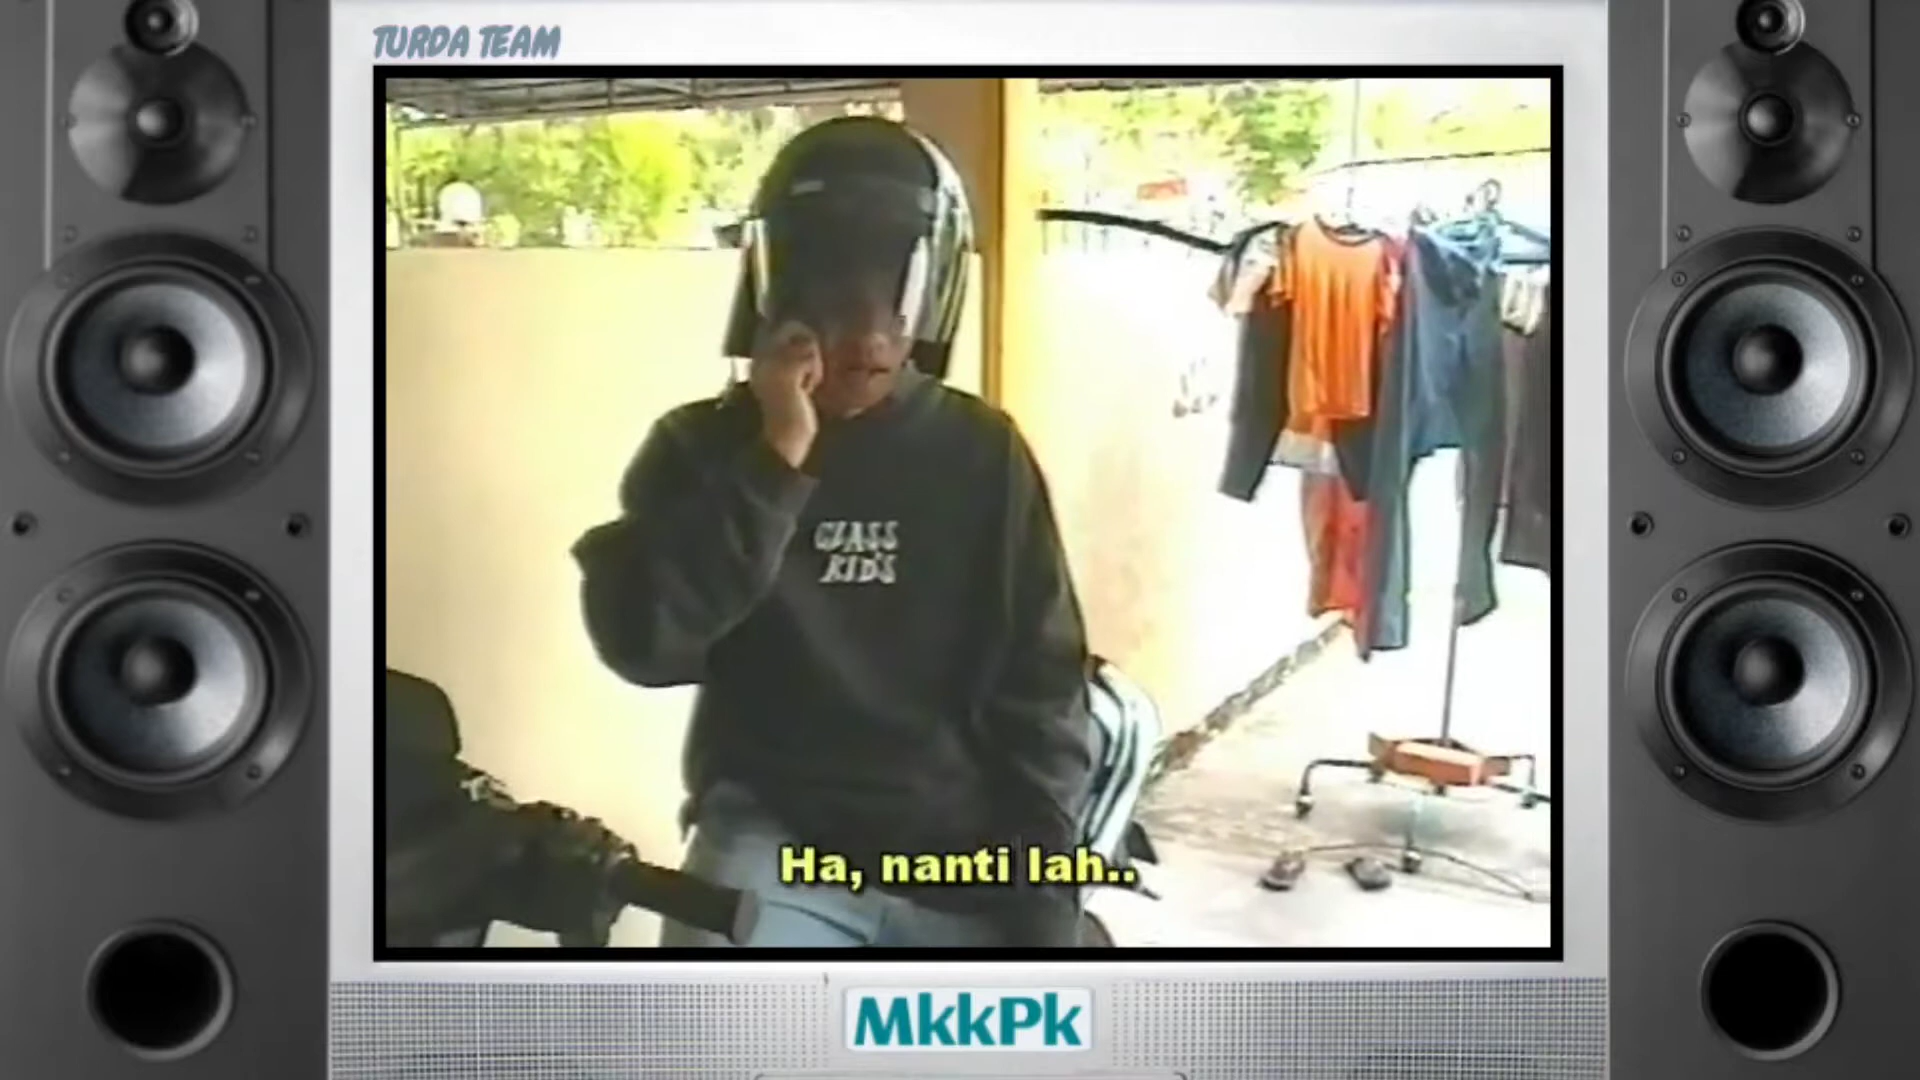 TURDA TEAM
GLASS
KIDS
Ha, nanti lah..
MkkPk